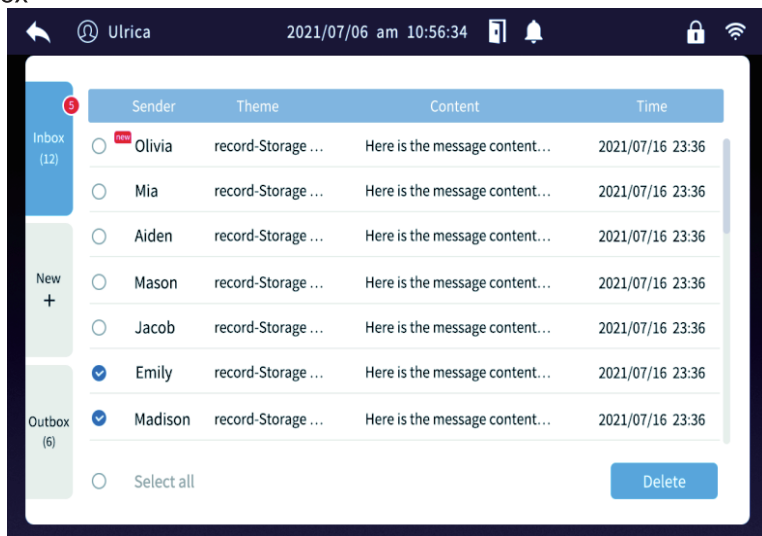 ox
Ulrica 2021/07/06 am 10:56:34
5
Sender Theme Content Time
Inbox
(12)
new Olivia record-Storage ... Here is the message content... 2021/07/16 23:36
Mia record-Storage ... Here is the message content... 2021/07/16 23:36
Aiden record-Storage ... Here is the message content... 2021/07/16 23:36
New
+
Mason record-Storage ... Here is the message content... 2021/07/16 23:36
Jacob record-Storage ... Here is the message content... 2021/07/16 23:36
Emily record-Storage ... Here is the message content... 2021/07/16 23:36
Outbox
(6)
Madison record-Storage ... Here is the message content... 2021/07/16 23:36
Select all Delete